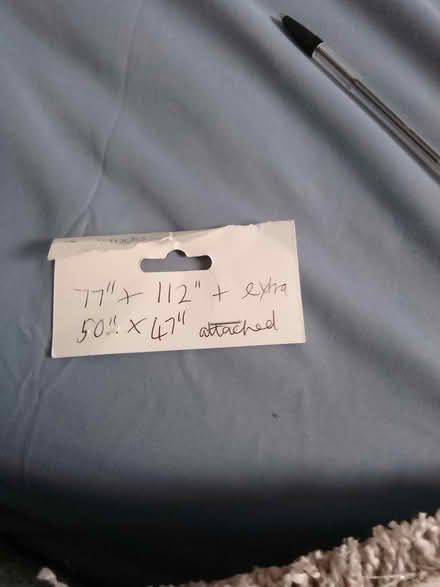 77" + 112" + extra
50" x 47" attached